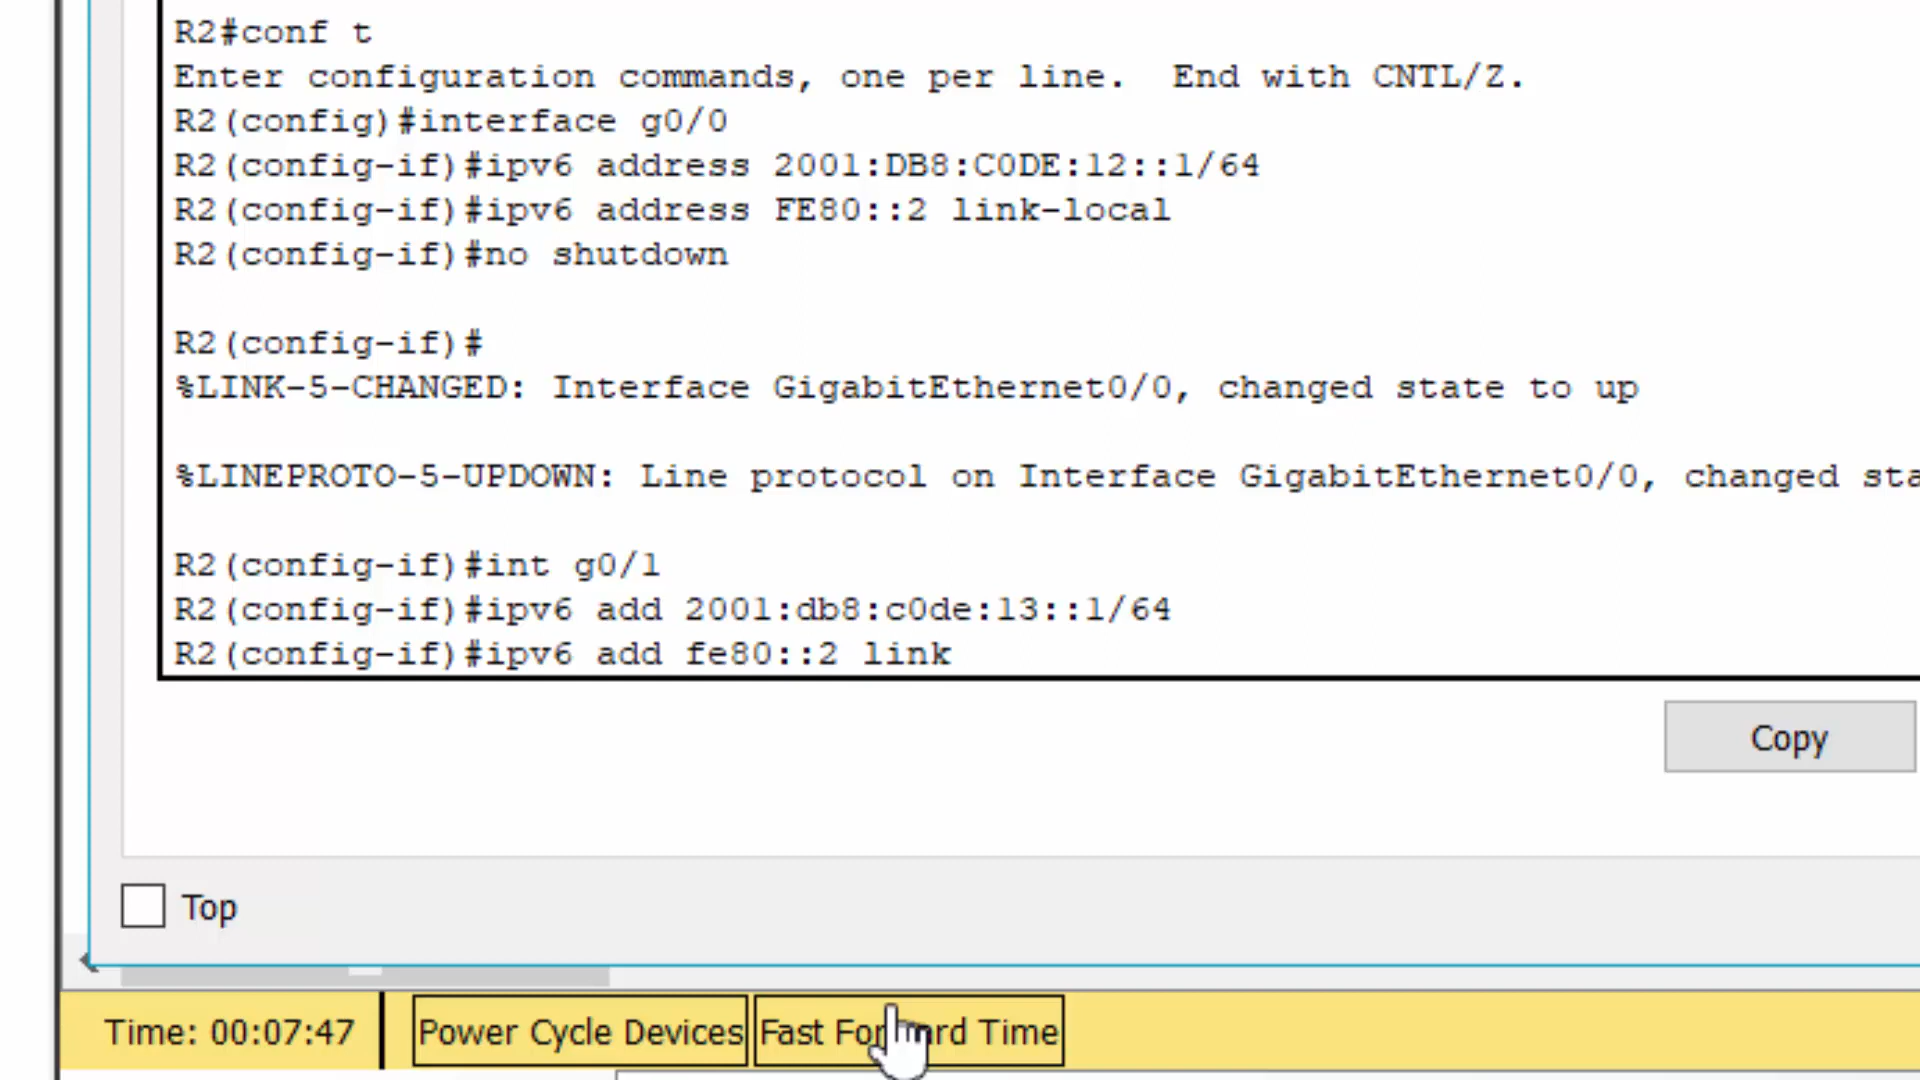 R2#conf t
Enter configuration commands, one per line.  End with CNTL/Z.
R2(config)#interface g0/0
R2(config-if)#ipv6 address 2001:DB8:C0DE:12::1/64
R2(config-if)#ipv6 address FE80::2 link-local
R2(config-if)#no shutdown
R2(config-if)#
%LINK-5-CHANGED: Interface GigabitEthernet0/0, changed state to up
%LINEPROTO-5-UPDOWN: Line protocol on Interface GigabitEthernet0/0, changed sta
R2(config-if)#int g0/1
R2(config-if)#ipv6 add 2001:db8:c0de:13::1/64
R2(config-if)#ipv6 add fe80::2 link
Copy
Top
Time: 00:07:47 Power Cycle Devices Fast Forward Time